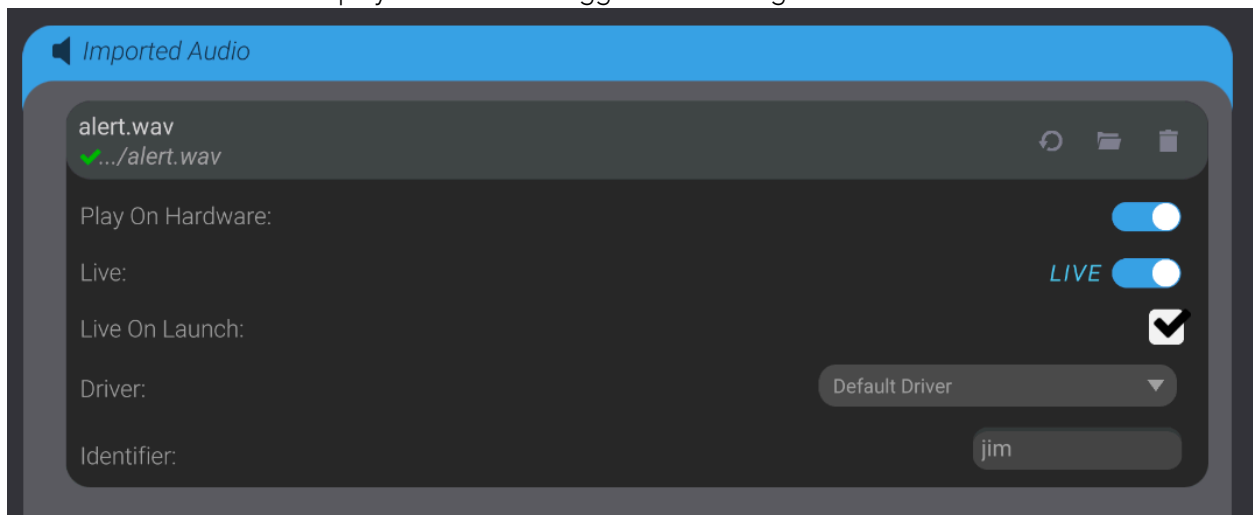 Imported Audio
alert.wav
.../alert.wav
Play On Hardware:
Live: LIVE
Live On Launch:
Driver: Default Driver
Identifier: jim